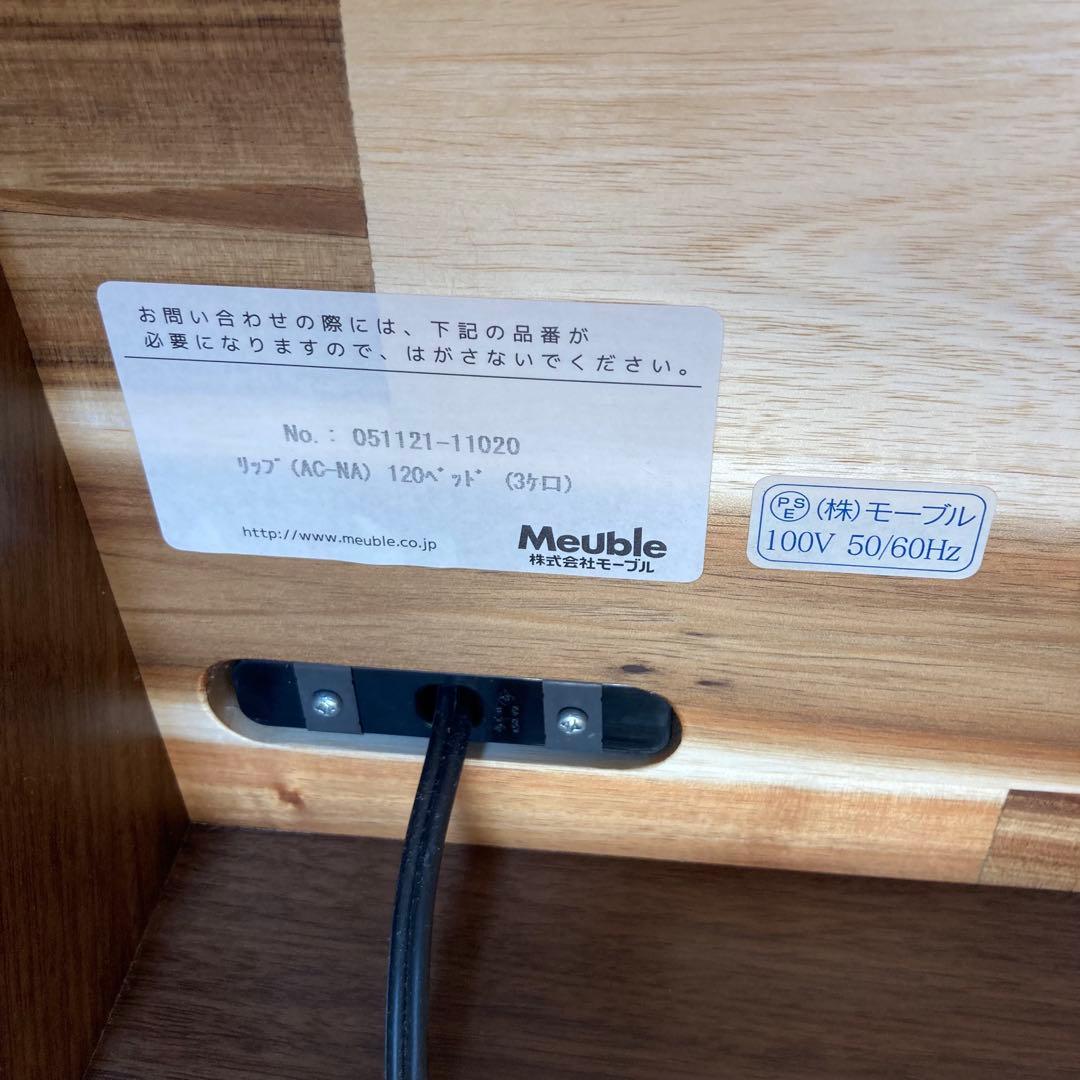 お問い合わせの際には、下記の品番が
必要になりますので、はがさないでください。
No.: 051121-11020
ﾘｯﾌﾟ(AC-NA) 120ﾍﾞｯﾄﾞ (3ｹ口)
http://www.meuble.co.jp
Meuble
株式会社モーブル
PSE (株)モーブル
100V 50/60Hz